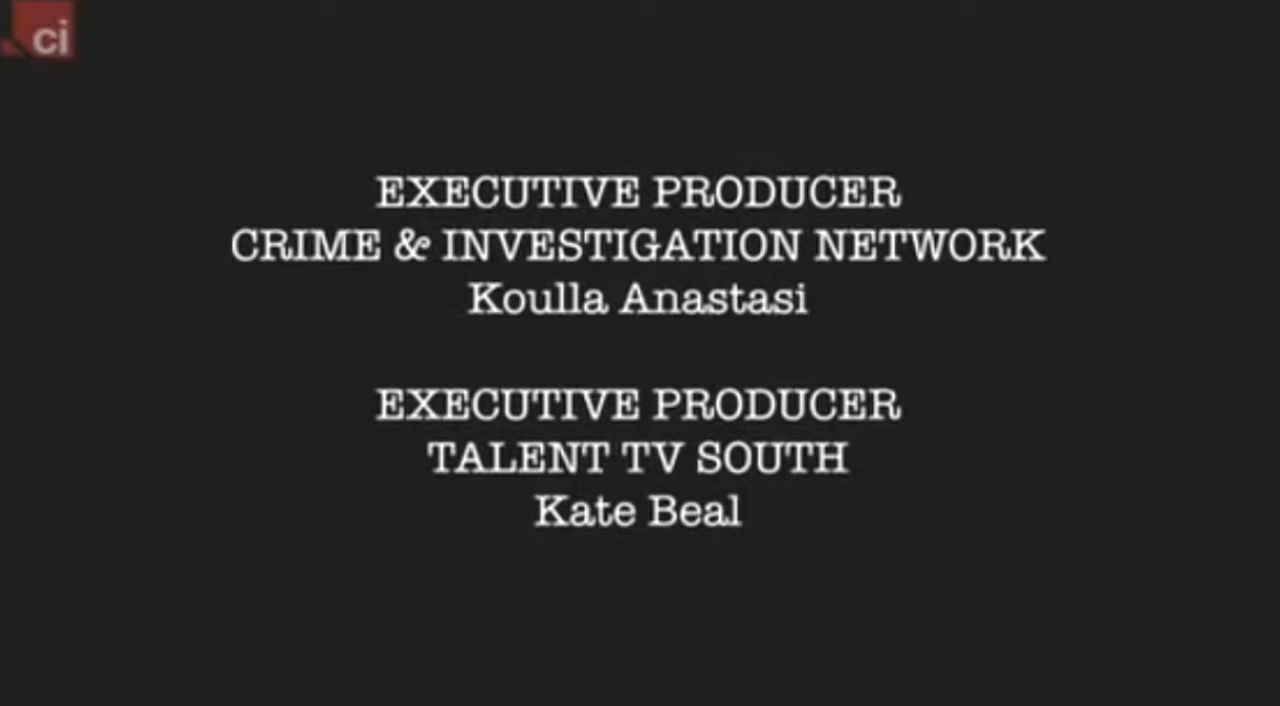 ci
EXECUTIVE PRODUCER
CRIME & INVESTIGATION NETWORK
Koulla Anastasi
EXECUTIVE PRODUCER
TALENT TV SOUTH
Kate Beal